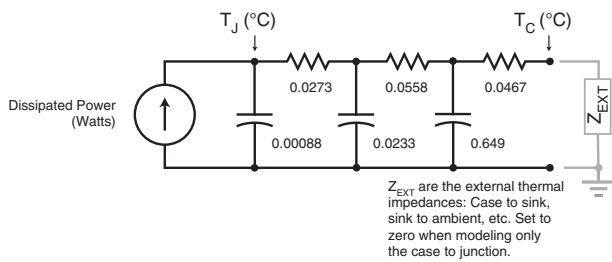 T_J (°C)
T_C (°C)
Dissipated Power
(Watts)
0.0273
0.0558
0.0467
0.00088
0.0233
0.649
Z_EXT
Z_EXT are the external thermal
impedances: Case to sink,
sink to ambient, etc. Set to
zero when modeling only
the case to junction.